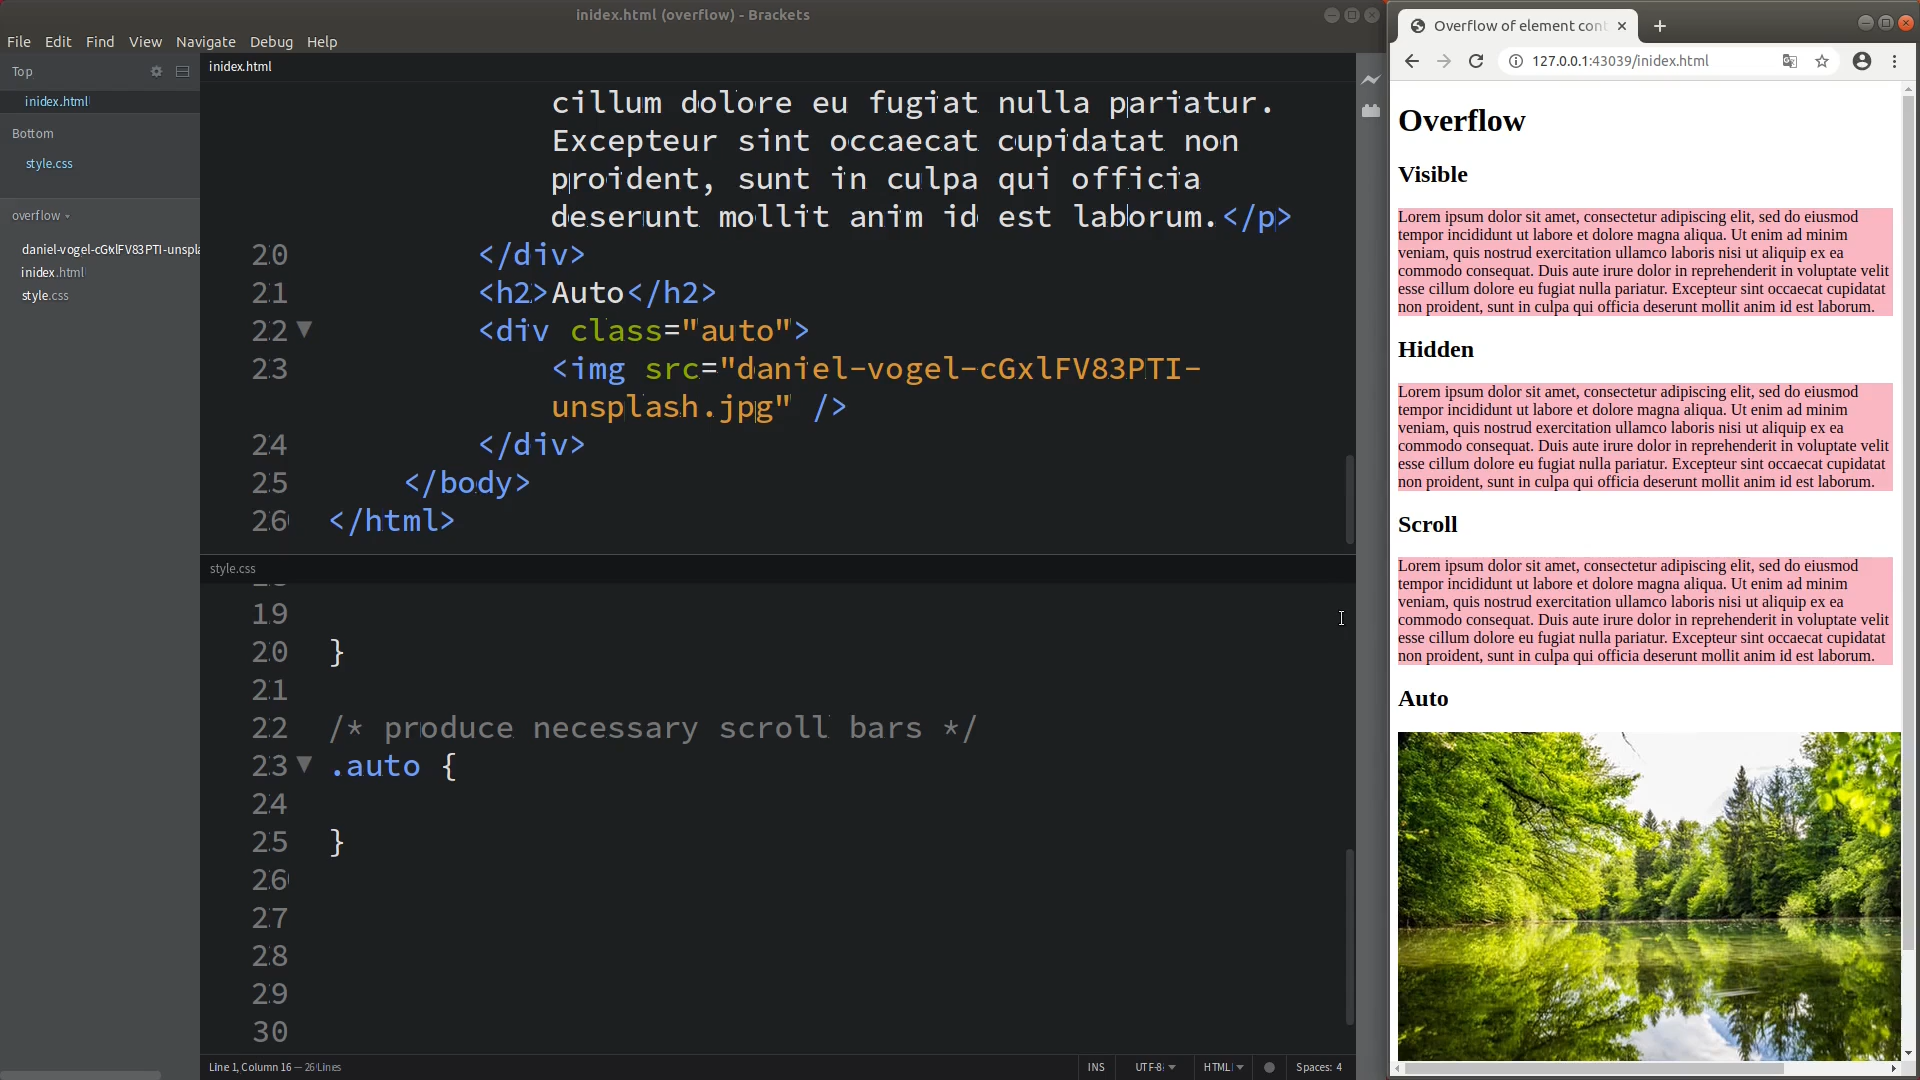 inidex.html (overflow) - Brackets
File Edit Find View Navigate Debug Help
Top
inidex.html
Bottom
style.css
overflow
daniel-vogel-cGxlFV83PTI-unspla
inidex.html
style.css
inidex.html
cillum dolore eu fugiat nulla pariatur.
Excepteur sint occaecat cupidatat non
proident, sunt in culpa qui officia
deserunt mollit anim id est laborum.</p>
20 </div>
21 <h2>Auto</h2>
22 <div class="auto">
23 <img src="daniel-vogel-cGxlFV83PTI-
unsplash.jpg" />
24 </div>
25 </body>
26 </html>
style.css
19
20 }
21
22 /* produce necessary scroll bars */
23 .auto {
24
25 }
26
27
28
29
30
Line 1, Column 16 — 26 Lines
INS UTF-8 HTML Spaces: 4
Overflow of element con
127.0.0.1:43039/inidex.html
Overflow
Visible
Lorem ipsum dolor sit amet, consectetur adipiscing elit, sed do eiusmod
tempor incididunt ut labore et dolore magna aliqua. Ut enim ad minim
veniam, quis nostrud exercitation ullamco laboris nisi ut aliquip ex ea
commodo consequat. Duis aute irure dolor in reprehenderit in voluptate velit
esse cillum dolore eu fugiat nulla pariatur. Excepteur sint occaecat cupidatat
non proident, sunt in culpa qui officia deserunt mollit anim id est laborum.
Hidden
Lorem ipsum dolor sit amet, consectetur adipiscing elit, sed do eiusmod
tempor incididunt ut labore et dolore magna aliqua. Ut enim ad minim
veniam, quis nostrud exercitation ullamco laboris nisi ut aliquip ex ea
commodo consequat. Duis aute irure dolor in reprehenderit in voluptate velit
esse cillum dolore eu fugiat nulla pariatur. Excepteur sint occaecat cupidatat
non proident, sunt in culpa qui officia deserunt mollit anim id est laborum.
Scroll
Lorem ipsum dolor sit amet, consectetur adipiscing elit, sed do eiusmod
tempor incididunt ut labore et dolore magna aliqua. Ut enim ad minim
veniam, quis nostrud exercitation ullamco laboris nisi ut aliquip ex ea
commodo consequat. Duis aute irure dolor in reprehenderit in voluptate velit
esse cillum dolore eu fugiat nulla pariatur. Excepteur sint occaecat cupidatat
non proident, sunt in culpa qui officia deserunt mollit anim id est laborum.
Auto